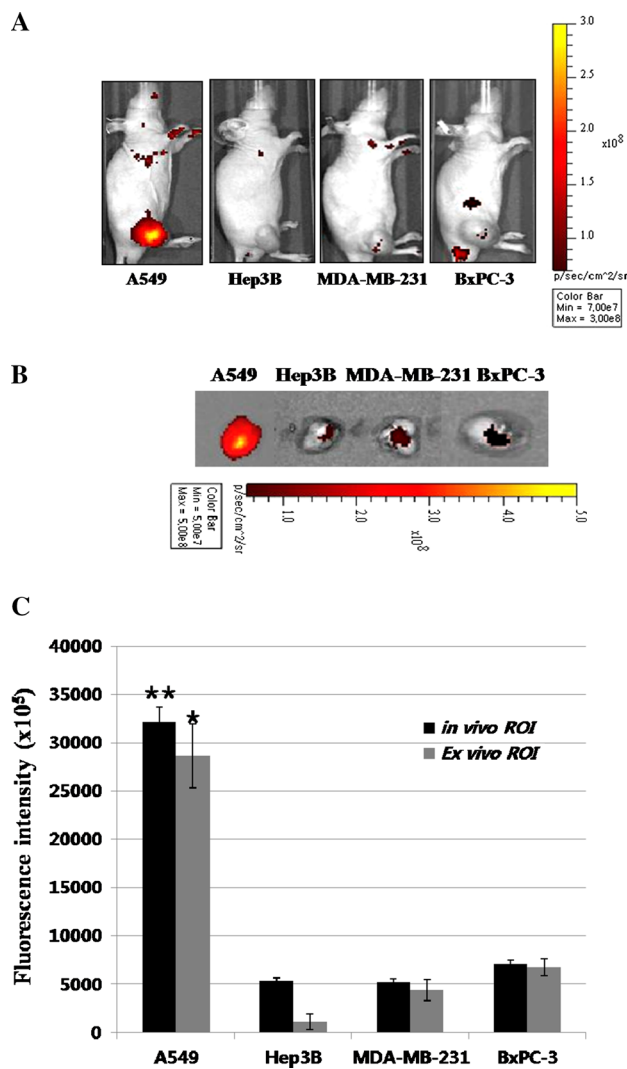 A
3.0
2.5
2.0
x10^8
1.5
1.0
p/sec/cm^2/sr
Color Bar
Min = 7,00e7
Max = 3,00e8
A549 Hep3B MDA-MB-231 BxPC-3
B
A549 Hep3B MDA-MB-231 BxPC-3
Color Bar
Min = 5,00e7
Max = 5,00e8
p/sec/cm^2/sr
1.0 2.0 3.0 4.0 5.0
x10^8
C
Fluorescence intensity (x10⁵)
40000
35000
30000
25000
20000
15000
10000
5000
0
** *
in vivo ROI
Ex vivo ROI
A549 Hep3B MDA-MB-231 BxPC-3